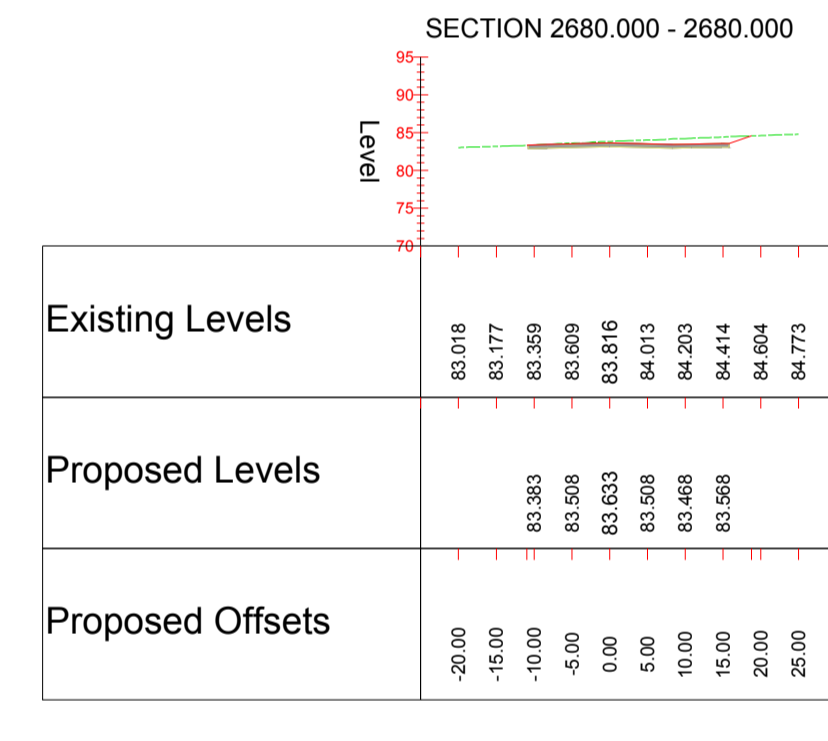 SECTION 2680.000 - 2680.000
95
90
85
80
75
70
Level
Existing Levels
83.018 83.177 83.359 83.609 83.816 84.013 84.203 84.414 84.604 84.773
Proposed Levels
83.383 83.508 83.633 83.508 83.468 83.568
Proposed Offsets
-20.00 -15.00 -10.00 -5.00 0.00 5.00 10.00 15.00 20.00 25.00